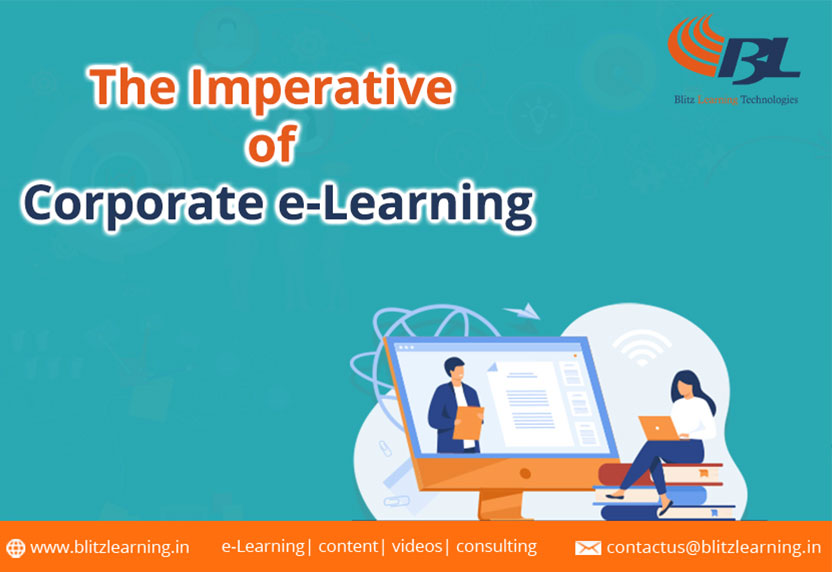 The Imperative
of
Corporate e-Learning
BL
Blitz Learning Technologies
www.blitzlearning.in
e-Learning| content| videos| consulting
contactus@blitzlearning.in